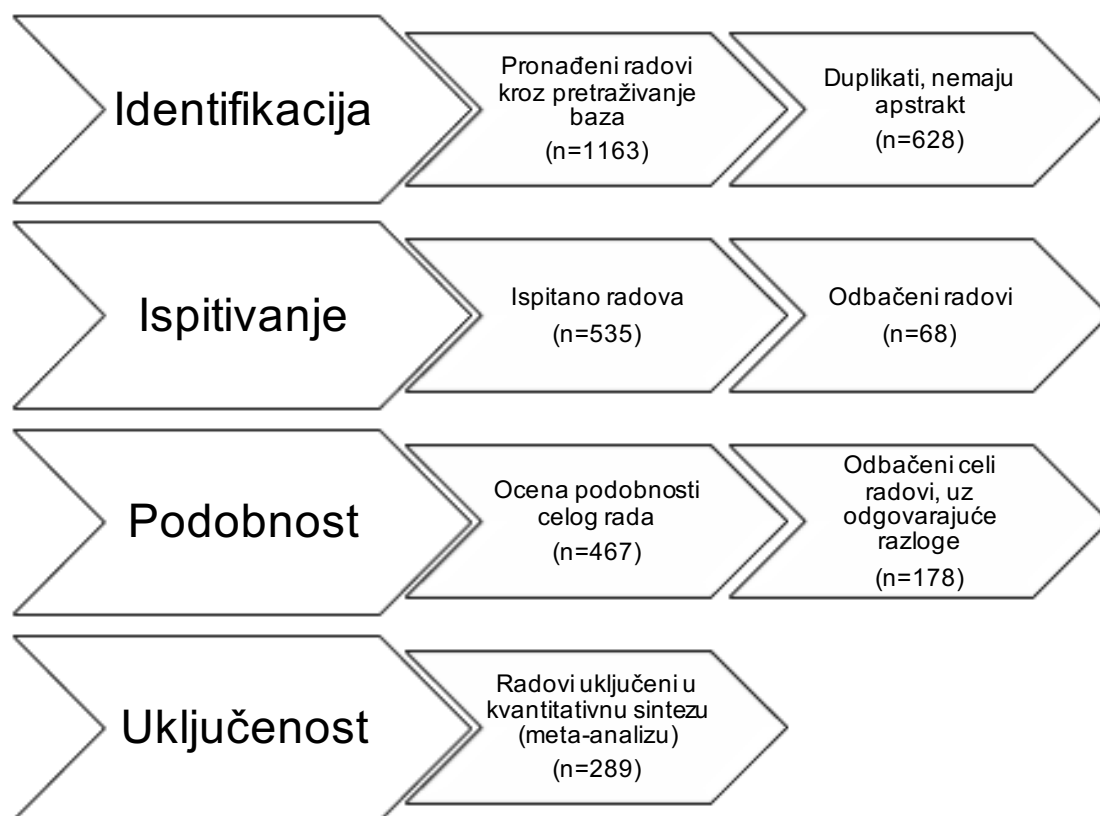 Identifikacija
Pronađeni radovi
kroz pretraživanje
baza
(n=1163)
Duplikati, nemaju
apstrakt
(n=628)
Ispitivanje
Ispitano radova
(n=535)
Odbačeni radovi
(n=68)
Podobnost
Ocena podobnosti
celog rada
(n=467)
Odbačeni celi
radovi, uz
odgovarajuće
razloge
(n=178)
Uključenost
Radovi uključeni u
kvantitativnu sintezu
(meta-analizu)
(n=289)